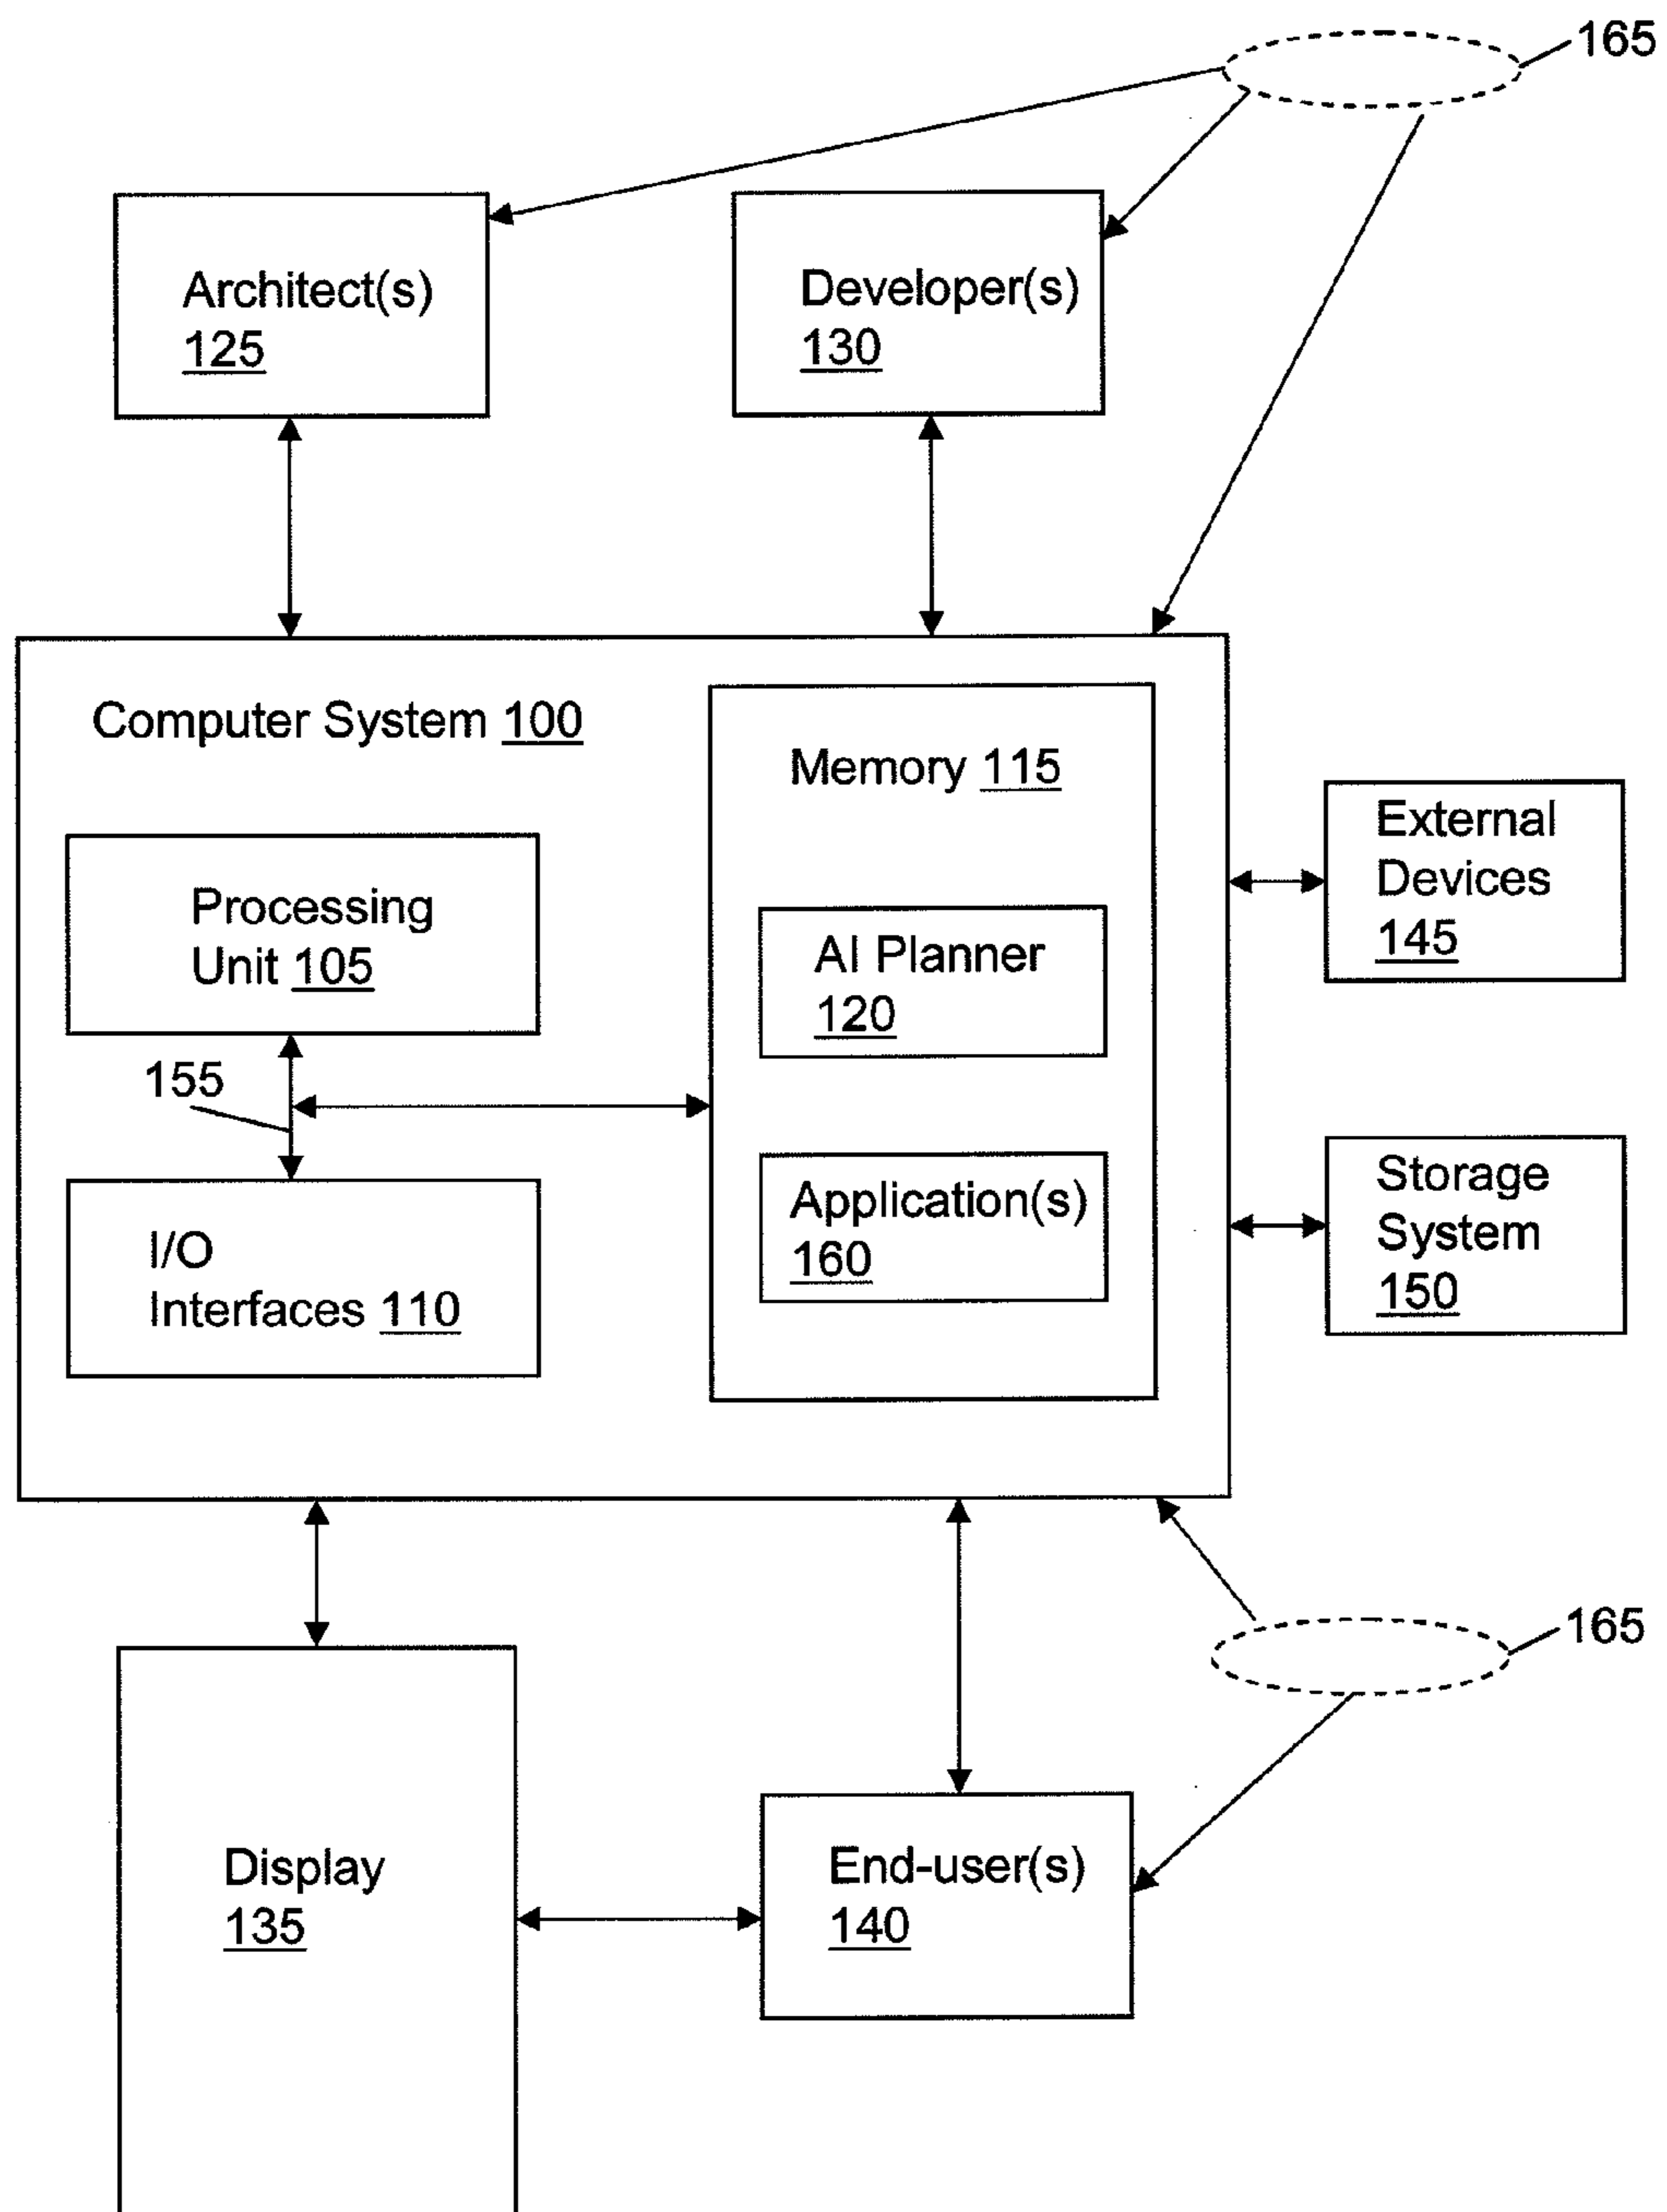 165
Architect(s)
125
Developer(s)
130
Computer System 100
Memory 115
Processing
Unit 105
AI Planner
120
155
I/O
Interfaces 110
Application(s)
160
External
Devices
145
Storage
System
150
165
Display
135
End-user(s)
140